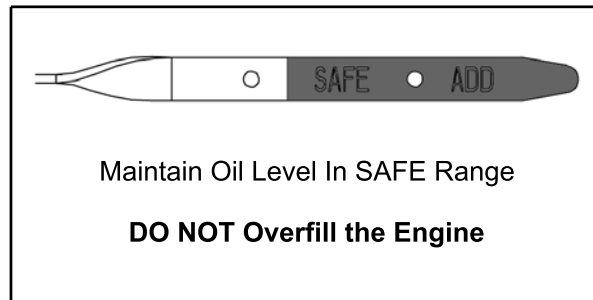 SAFE ADD
Maintain Oil Level In SAFE Range
DO NOT Overfill the Engine